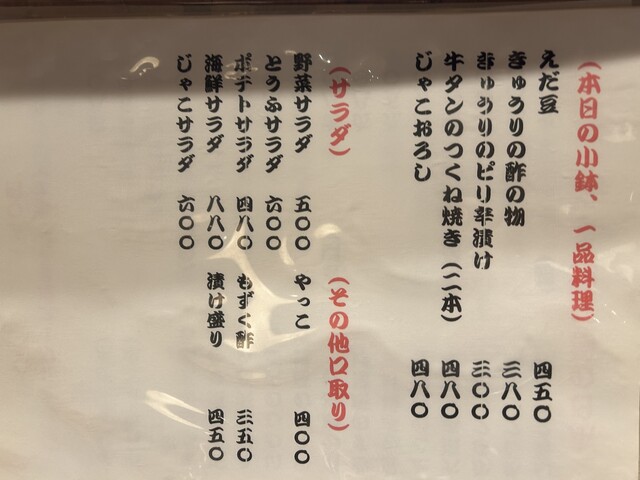 (本日の小鉢、一品料理)
えだ豆 四五〇
きゅうりの酢の物 三八〇
きゅうりのピリ辛漬け 三〇〇
牛タンのつくね焼き(二本) 四八〇
じゃこおろし 四八〇
(サラダ)
野菜サラダ 五〇〇
とうふサラダ 六〇〇
ポテトサラダ 四八〇
海鮮サラダ 八八〇
じゃこサラダ 六〇〇
(その他口取り)
やっこ 四〇〇
もずく酢 三五〇
漬け盛り 四五〇